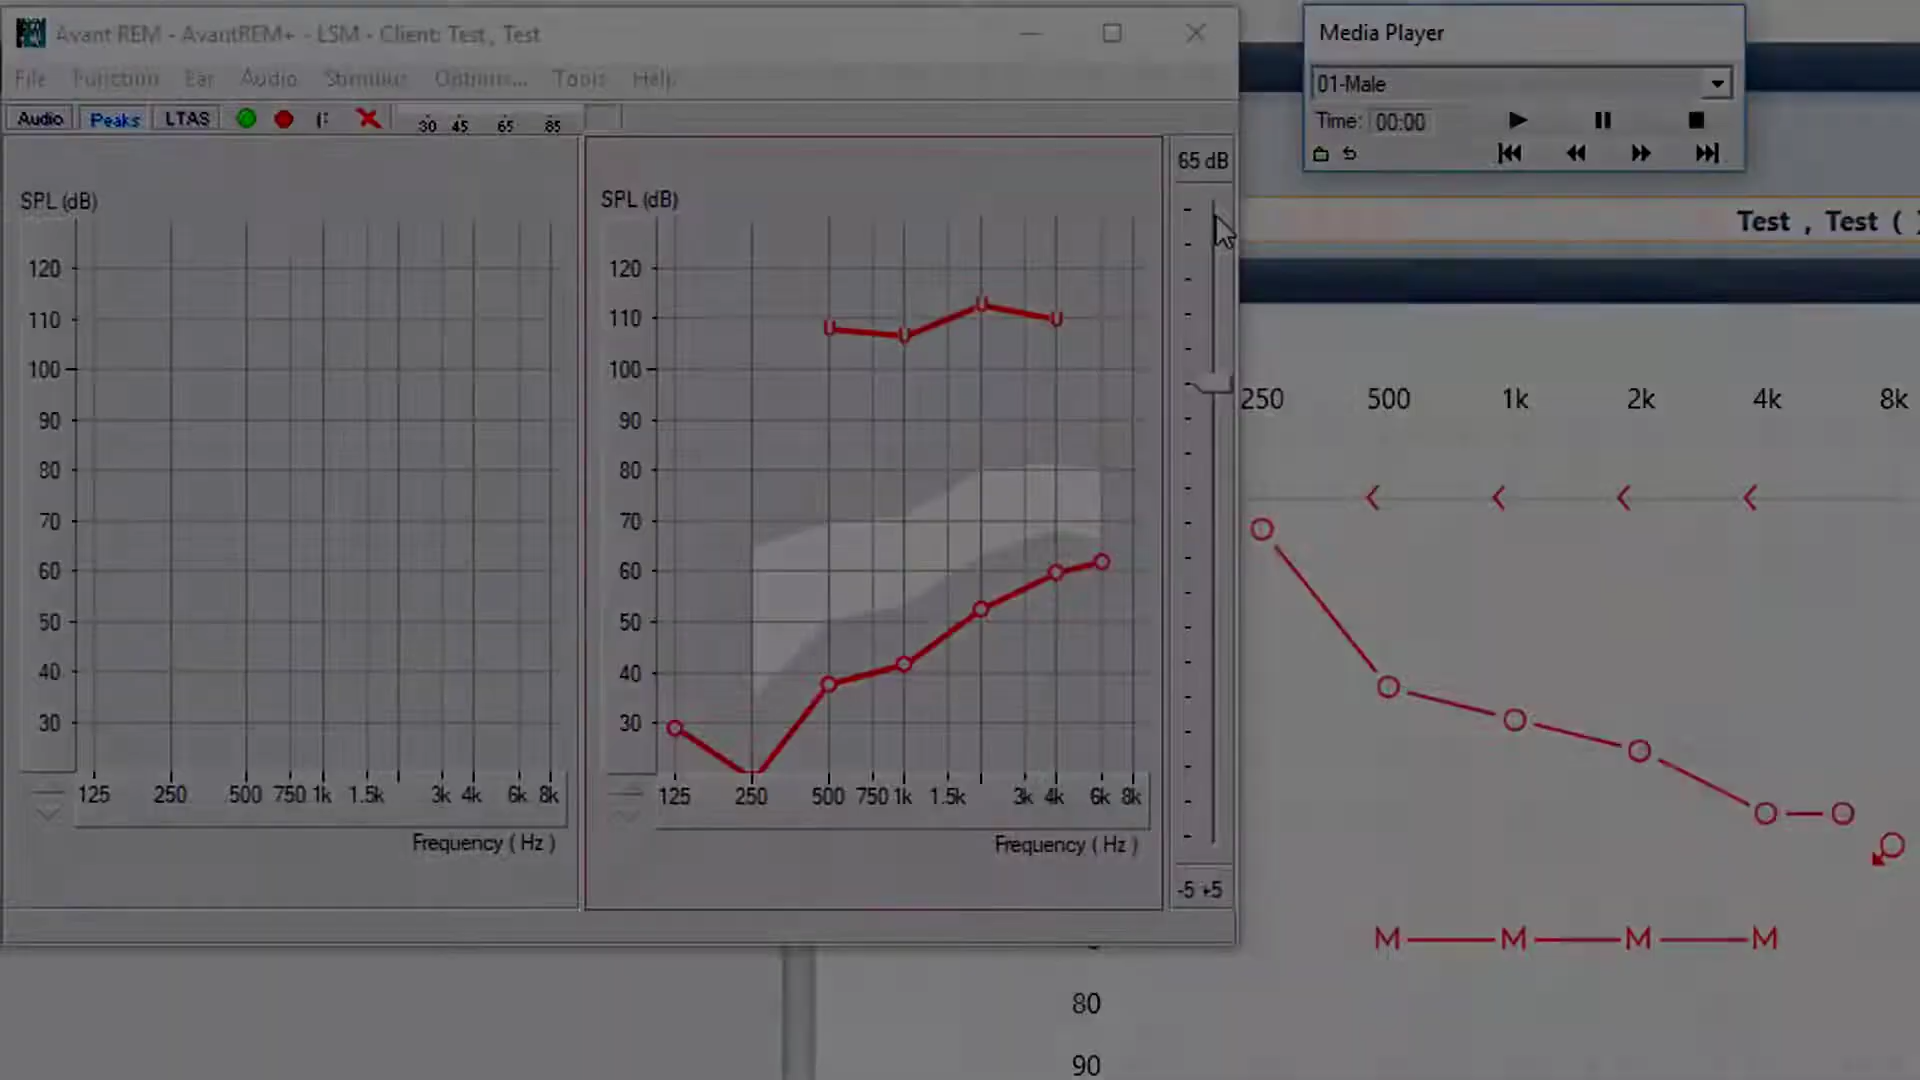 Avant REM - AvantREM+ - LSM - Client: Test , Test
File Function Ear Audio Stimulus Options... Tools Help
Audio Peaks LTAS 30 45 65 85
SPL (dB)
120
110
100
90
80
70
60
50
40
30
125 250 500 750 1k 1.5k 3k 4k 6k 8k
Frequency ( Hz )
SPL (dB)
120
110
100
90
80
70
60
50
40
30
U U U U
125 250 500 750 1k 1.5k 3k 4k 6k 8k
Frequency ( Hz )
65 dB
-5 +5
Media Player
01-Male
Time: 00:00
Test , Test ( )
250 500 1k 2k 4k 8k
M M M M
80
90